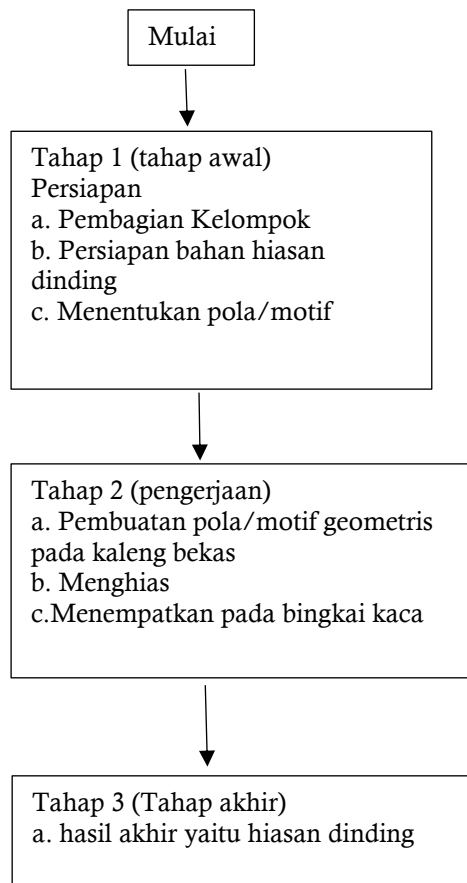 Mulai
Tahap 1 (tahap awal)
Persiapan
a. Pembagian Kelompok
b. Persiapan bahan hiasan
dinding
c. Menentukan pola/motif
Tahap 2 (pengerjaan)
a. Pembuatan pola/motif geometris
pada kaleng bekas
b. Menghias
c.Menempatkan pada bingkai kaca
Tahap 3 (Tahap akhir)
a. hasil akhir yaitu hiasan dinding